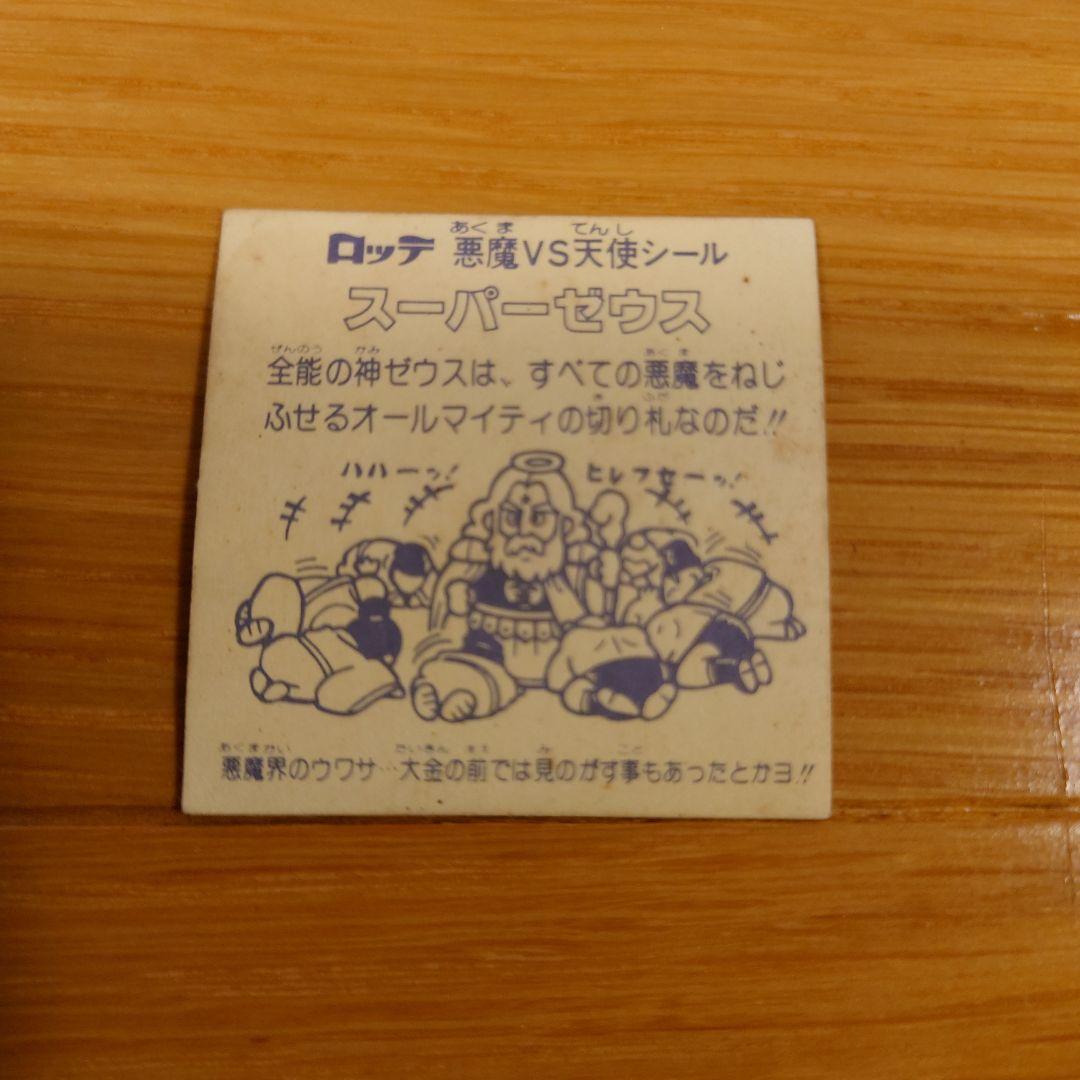 ロッテ 悪魔VS天使シール
スーパーゼウス
全能の神ゼウスは、すべての悪魔をねじ
ふせるオールマイティの切り札なのだ!!
ハハーッ! ヒレフセーッ!
悪魔界のウワサ…大金の前では見のがす事もあったとかヨ!!